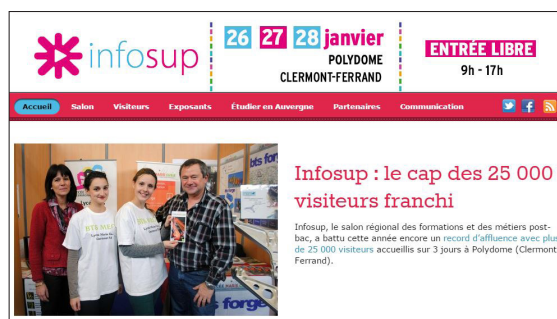 infosup
26 27 28 janvier
POLYDOME
CLERMONT-FERRAND
ENTRÉE LIBRE
9h - 17h
Accueil Salon Visiteurs Exposants Étudier en Auvergne Partenaires Communication
bts for
forge
Infosup : le cap des 25 000
visiteurs franchi
Infosup, le salon régional des formations et des métiers post-
bac, a battu cette année encore un record d'affluence avec plus
de 25 000 visiteurs accueillis sur 3 jours à Polydome (Clermont
Ferrand).